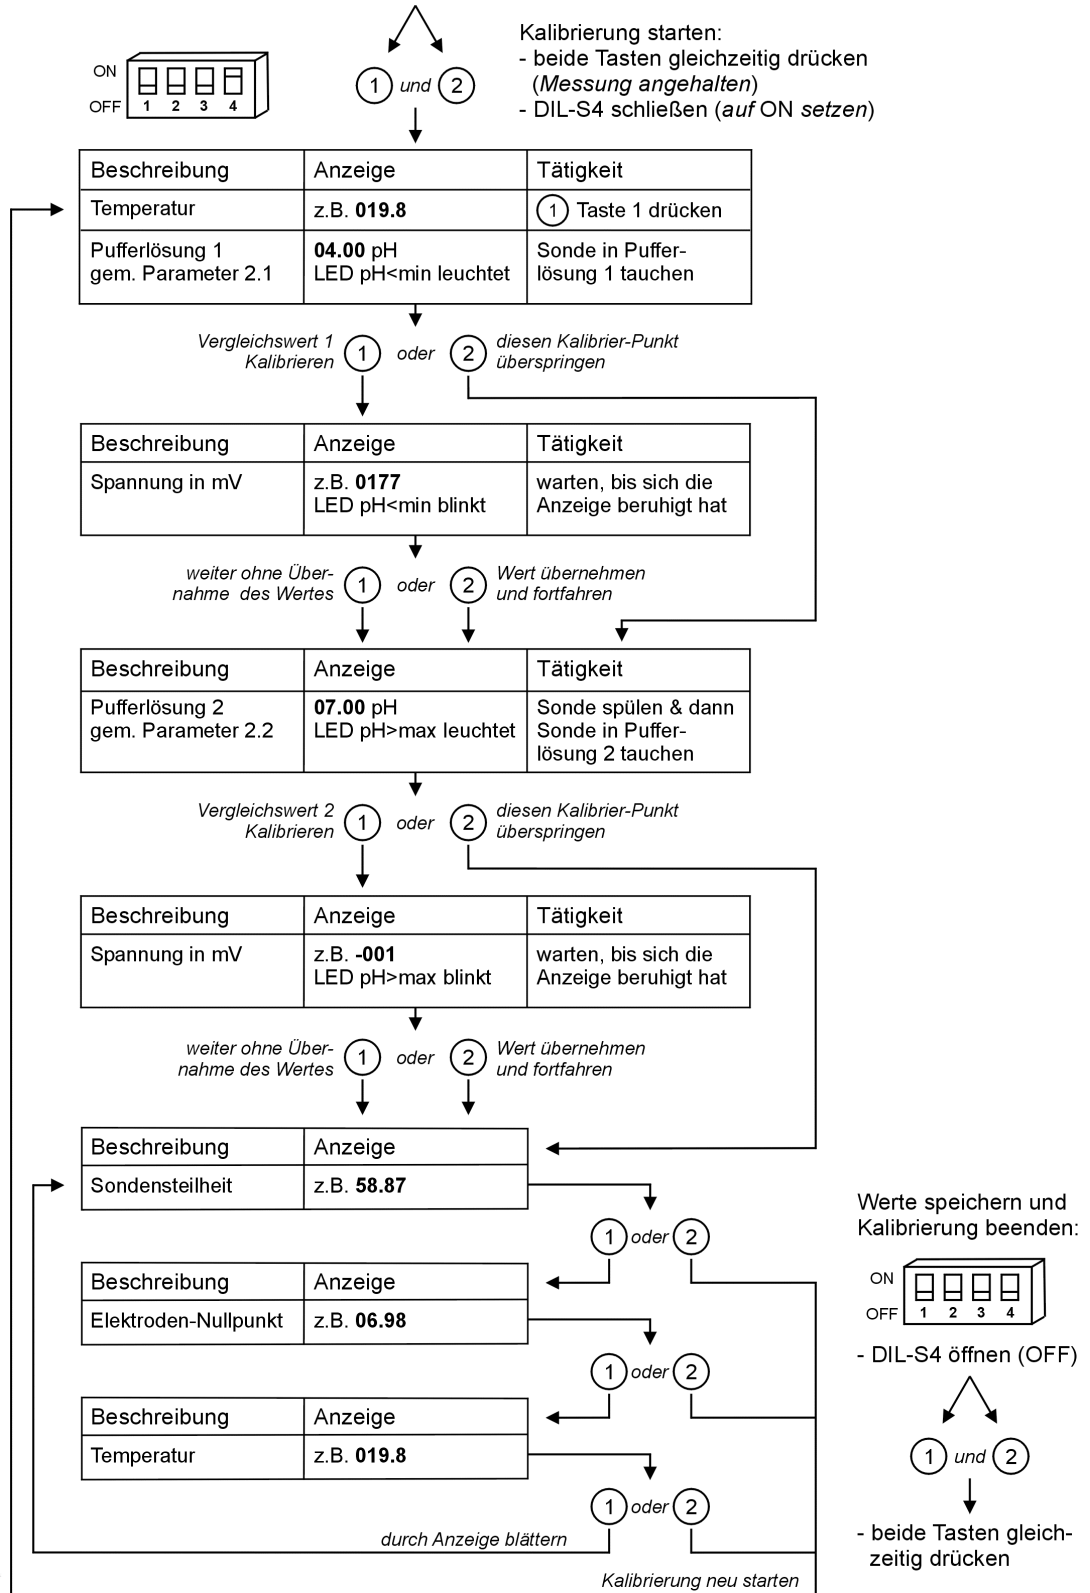 Kalibrierung starten:
- beide Tasten gleichzeitig drücken
(Messung angehalten)
- DIL-S4 schließen (auf ON setzen)
ON
OFF
1 2 3 4
1 und 2
Beschreibung Anzeige Tätigkeit
Temperatur z.B. 019.8 1 Taste 1 drücken
Pufferlösung 1 04.00 pH Sonde in Puffer-
gem. Parameter 2.1 LED pH<min leuchtet lösung 1 tauchen
Vergleichswert 1 diesen Kalibrier-Punkt
1 oder 2
Kalibrieren überspringen
Beschreibung Anzeige Tätigkeit
Spannung in mV z.B. 0177 warten, bis sich die
LED pH<min blinkt Anzeige beruhigt hat
weiter ohne Über- Wert übernehmen
1 oder 2
nahme des Wertes und fortfahren
Beschreibung Anzeige Tätigkeit
Pufferlösung 2 07.00 pH Sonde spülen & dann
gem. Parameter 2.2 LED pH>max leuchtet Sonde in Puffer-
lösung 2 tauchen
Vergleichswert 2 diesen Kalibrier-Punkt
1 oder 2
Kalibrieren überspringen
Beschreibung Anzeige Tätigkeit
Spannung in mV z.B. -001 warten, bis sich die
LED pH>max blinkt Anzeige beruhigt hat
weiter ohne Über- Wert übernehmen
1 oder 2
nahme des Wertes und fortfahren
Beschreibung Anzeige
Sondensteilheit z.B. 58.87
1 oder 2
Beschreibung Anzeige
Elektroden-Nullpunkt z.B. 06.98
1 oder 2
Beschreibung Anzeige
Temperatur z.B. 019.8
1 oder 2
durch Anzeige blättern
Kalibrierung neu starten
Werte speichern und
Kalibrierung beenden:
ON
OFF
1 2 3 4
- DIL-S4 öffnen (OFF)
1 und 2
- beide Tasten gleich-
zeitig drücken